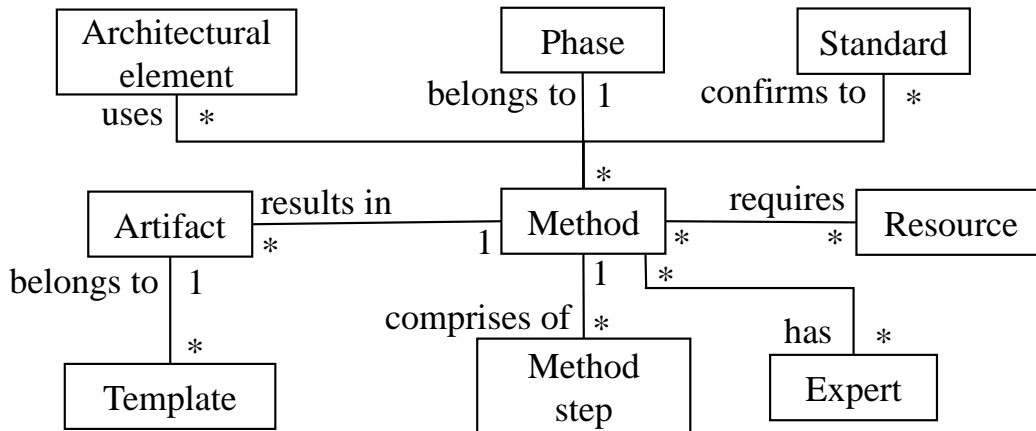 Architectural
element
Phase
Standard
uses
*
belongs to
1
confirms to
*
*
Artifact
results in
*
1
Method
requires
*
*
Resource
belongs to
1
1
*
comprises of
*
has
*
*
Template
Method
step
Expert